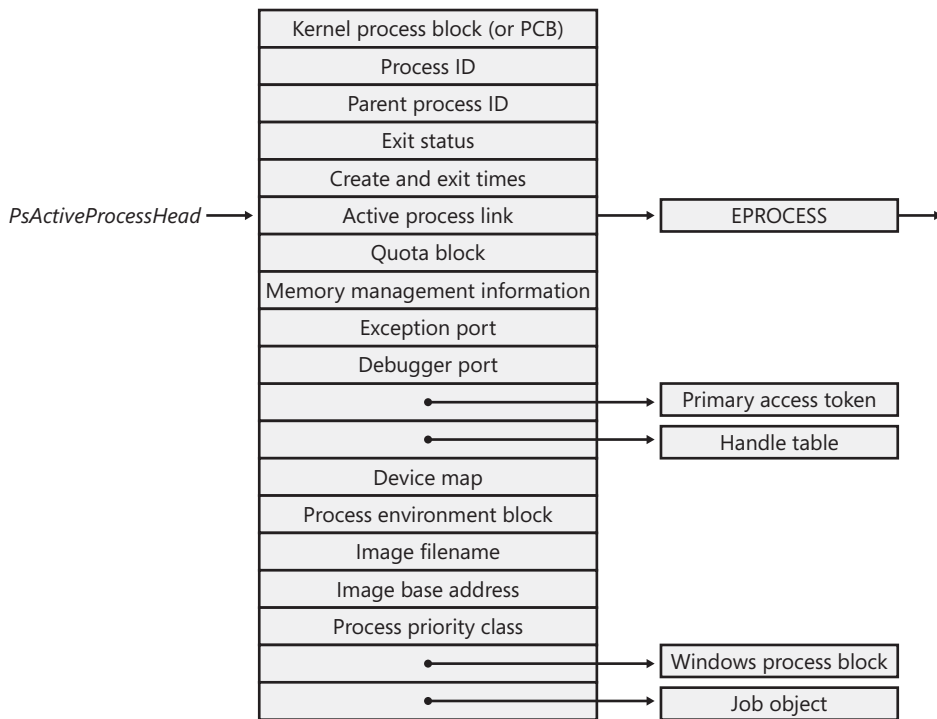 Kernel process block (or PCB)
Process ID
Parent process ID
Exit status
Create and exit times
PsActiveProcessHead
Active process link
EPROCESS
Quota block
Memory management information
Exception port
Debugger port
Primary access token
Handle table
Device map
Process environment block
Image filename
Image base address
Process priority class
Windows process block
Job object